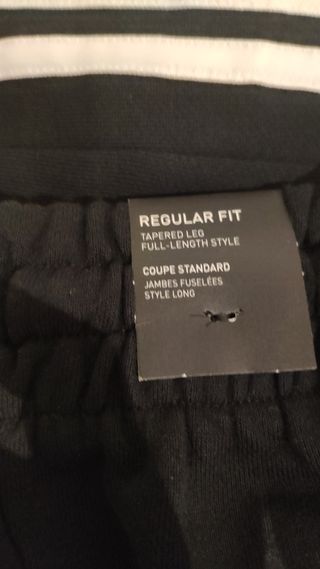 REGULAR FIT
TAPERED LEG
FULL-LENGTH STYLE
COUPE STANDARD
JAMBES FUSELÉES
STYLE LONG